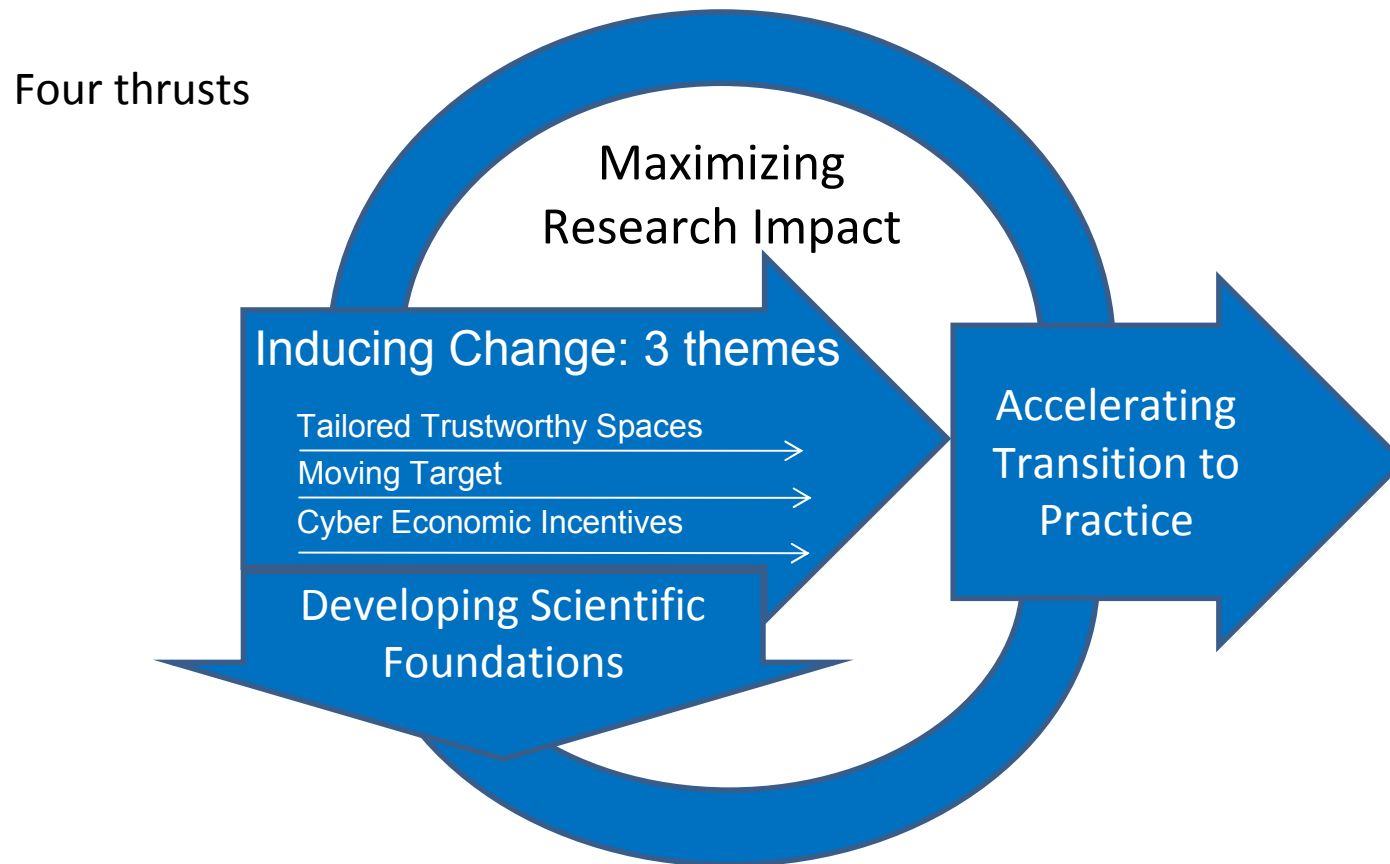 Four thrusts
Maximizing
Research Impact
Inducing Change: 3 themes
Tailored Trustworthy Spaces
Moving Target
Cyber Economic Incentives
Developing Scientific
Foundations
Accelerating
Transition to
Practice